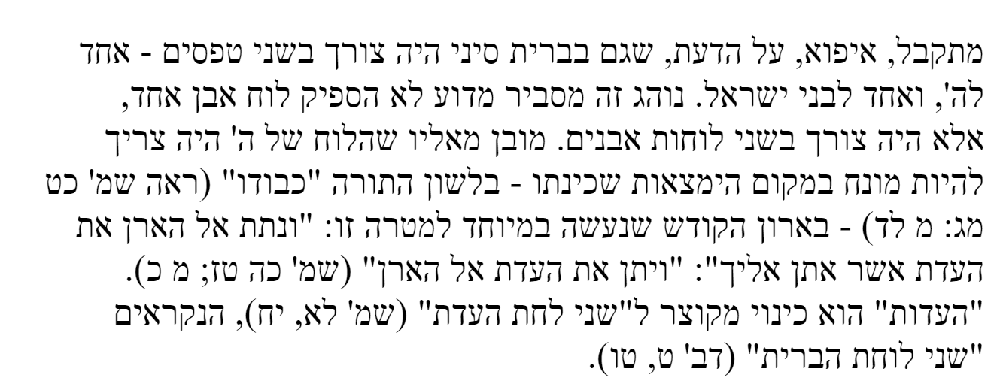 מתקבל, איפוא, על הדעת, שגם בברית סיני היה צורך בשני טפסים - אחד
לה', ואחד לבני ישראל. נוהג זה מסביר מדוע לא הספיק לוח אבן אחד,
אלא היה צורך בשני לוחות אבנים. מובן מאליו שהלוח של ה' היה צריך
להיות מונח במקום הימצאות שכינתו - בלשון התורה "כבודו" (ראה שמ' כט
מג: מ לד) - בארון הקודש שנעשה במיוחד למטרה זו: "ונתת אל הארן את
העדת אשר אתן אליך": "ויתן את העדת אל הארן" (שמ' כה טז; מ כ).
"העדות" הוא כינוי מקוצר ל"שני לחת העדת" (שמ' לא, יח), הנקראים
"שני לוחת הברית" (דב' ט, טו).